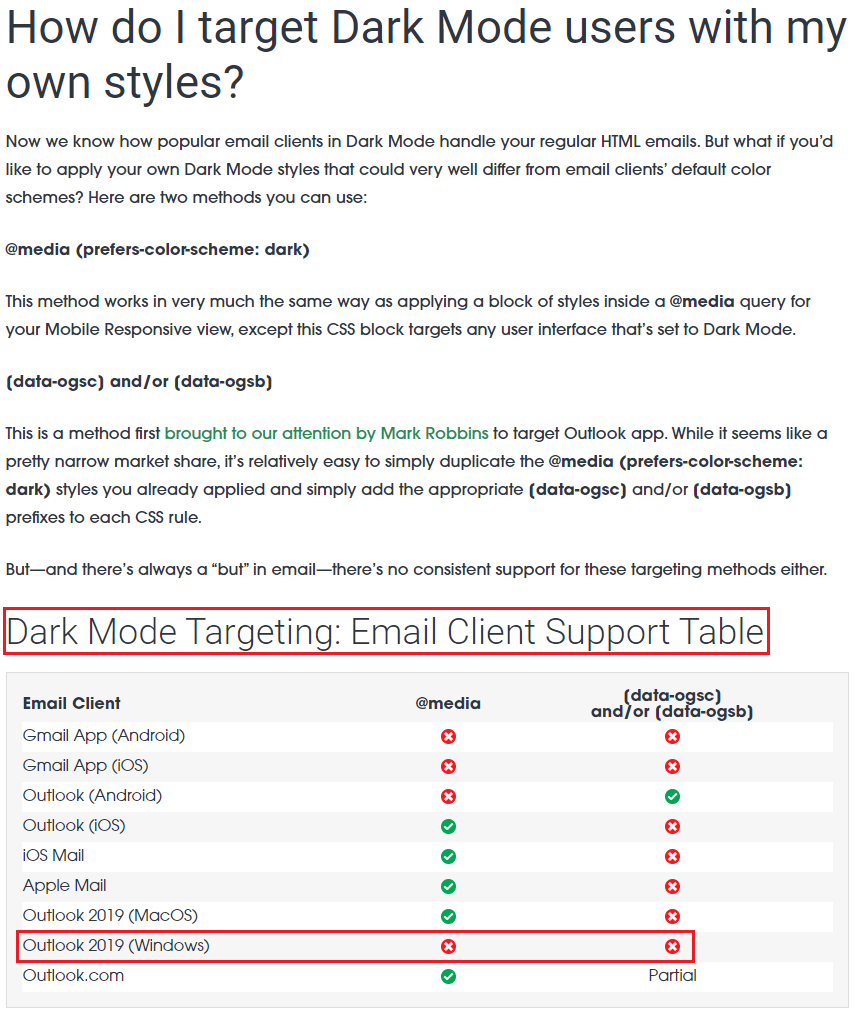 How do I target Dark Mode users with my
own styles?
Now we know how popular email clients in Dark Mode handle your regular HTML emails. But what if you’d
like to apply your own Dark Mode styles that could very well differ from email clients’ default color
schemes? Here are two methods you can use:
@media (prefers-color-scheme: dark)
This method works in very much the same way as applying a block of styles inside a @media query for
your Mobile Responsive view, except this CSS block targets any user interface that’s set to Dark Mode.
[data-ogsc] and/or [data-ogsb]
This is a method first brought to our attention by Mark Robbins to target Outlook app. While it seems like a
pretty narrow market share, it’s relatively easy to simply duplicate the @media (prefers-color-scheme:
dark) styles you already applied and simply add the appropriate [data-ogsc] and/or [data-ogsb]
prefixes to each CSS rule.
But—and there’s always a “but” in email—there’s no consistent support for these targeting methods either.
Dark Mode Targeting: Email Client Support Table
Email Client @media [data-ogsc]
and/or [data-ogsb]
Gmail App (Android)
Gmail App (iOS)
Outlook (Android)
Outlook (iOS)
iOS Mail
Apple Mail
Outlook 2019 (MacOS)
Outlook 2019 (Windows)
Outlook.com Partial